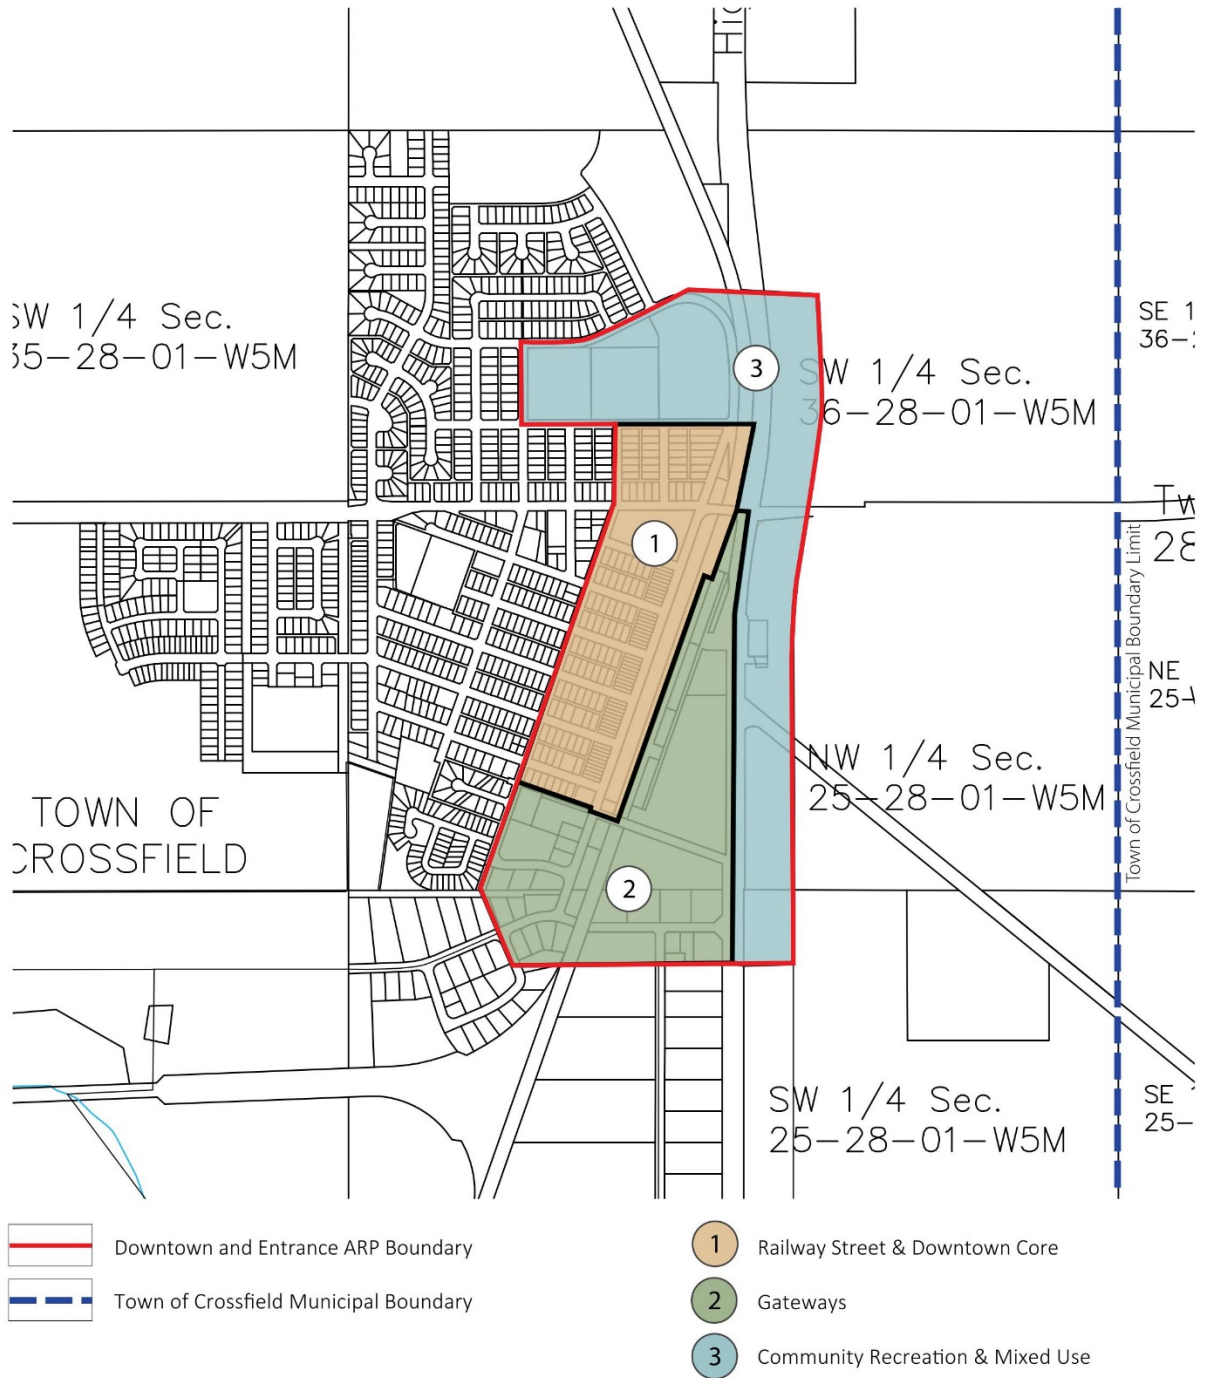 SW 1/4 Sec.
35-28-01-W5M
SE 1
36-
3
SW 1/4 Sec.
36-28-01-W5M
Tw
28
1
Town of Crossfield Municipal Boundary Limit
NE
25-
NW 1/4 Sec.
25-28-01-W5M
TOWN OF
CROSSFIELD
2
SW 1/4 Sec.
25-28-01-W5M
SE
25-
Downtown and Entrance ARP Boundary
Town of Crossfield Municipal Boundary
1 Railway Street & Downtown Core
2 Gateways
3 Community Recreation & Mixed Use